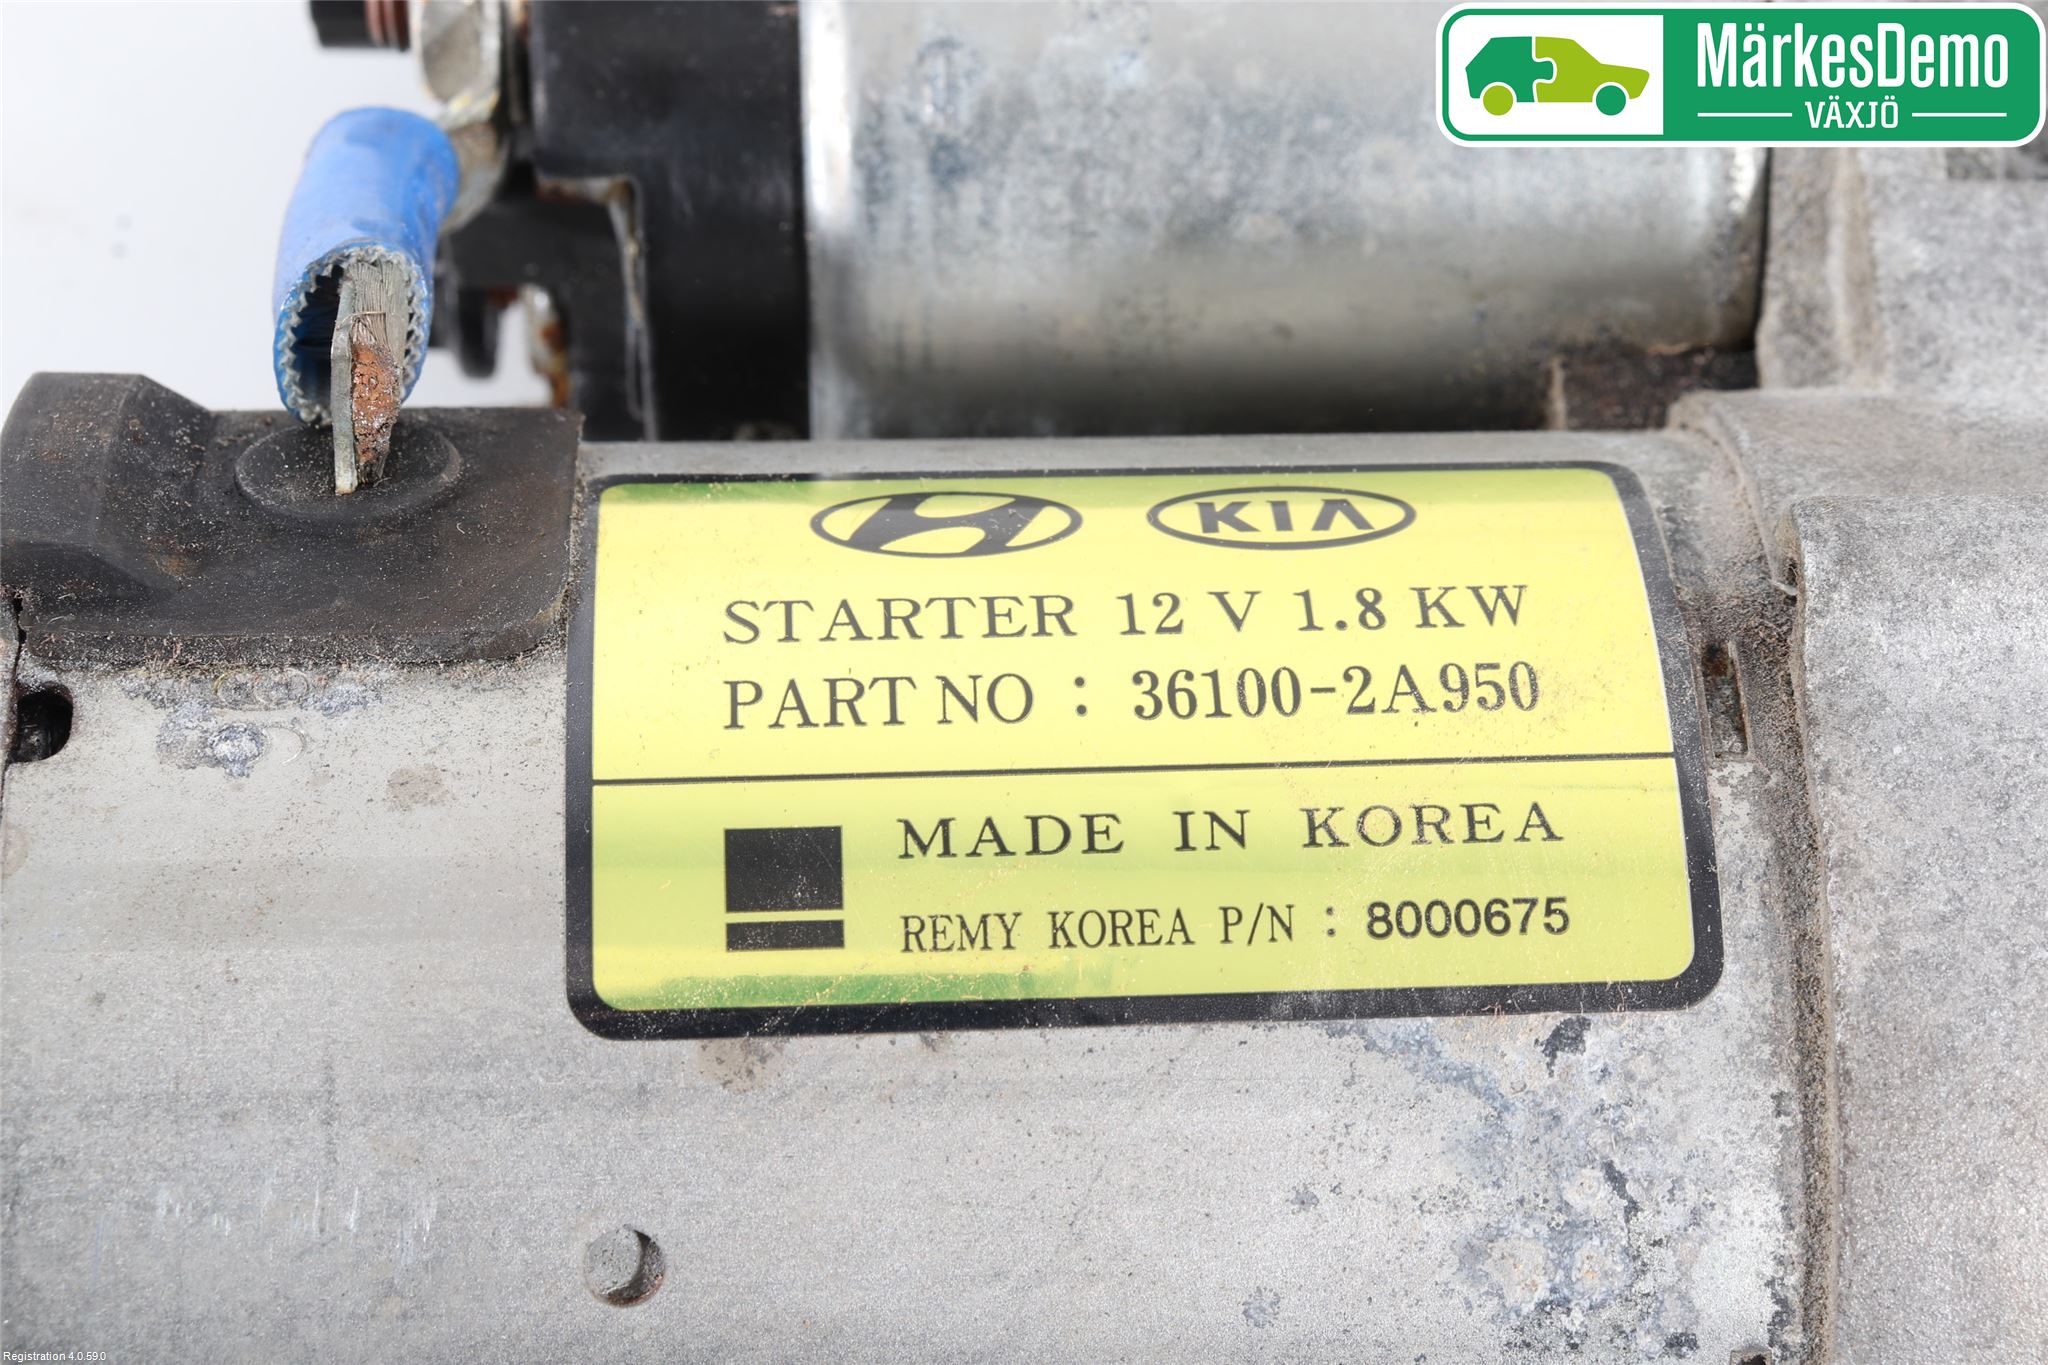 MärkesDemo
VÄXJÖ
KIA
STARTER 12 V 1.8 KW
PART NO : 36100-2A950
MADE IN KOREA
REMY KOREA P/N : 8000675
Registration 4.0.59.0